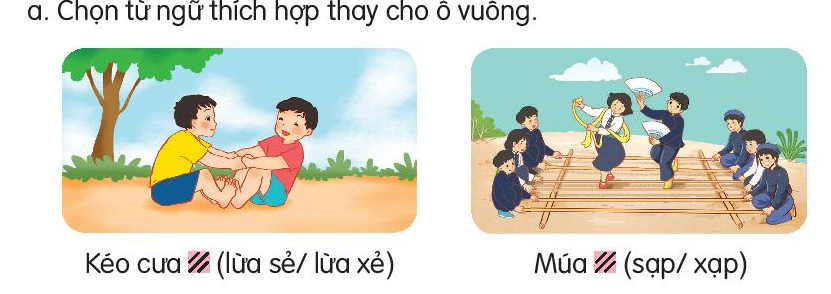 a. Chọn từ ngữ thích hợp thay cho ô vuông.
Kéo cưa (lừa sẻ/ lừa xẻ)
Múa (sạp/ xạp)